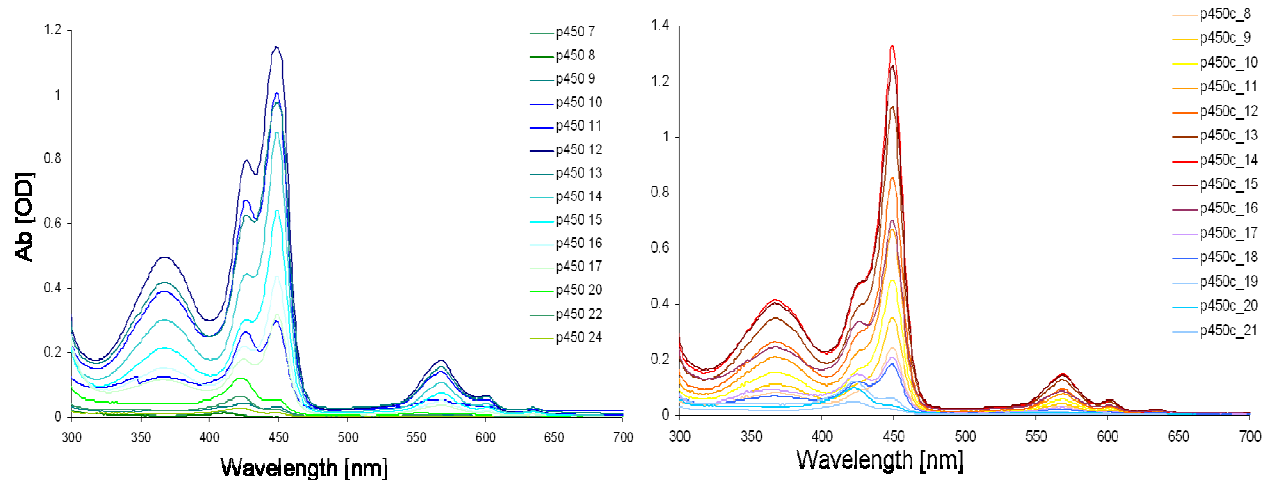 1.2
1
0.8
0.6
0.4
0.2
0
Ab [OD]
300 350 400 450 500 550 600 650 700
Wavelength [nm]
p450 7
p450 8
p450 9
p450 10
p450 11
p450 12
p450 13
p450 14
p450 15
p450 16
p450 17
p450 20
p450 22
p450 24
1.4
1.2
1
0.8
0.6
0.4
0.2
0
300 350 400 450 500 550 600 650 700
Wavelength [nm]
p450c_8
p450c_9
p450c_10
p450c_11
p450c_12
p450c_13
p450c_14
p450c_15
p450c_16
p450c_17
p450c_18
p450c_19
p450c_20
p450c_21